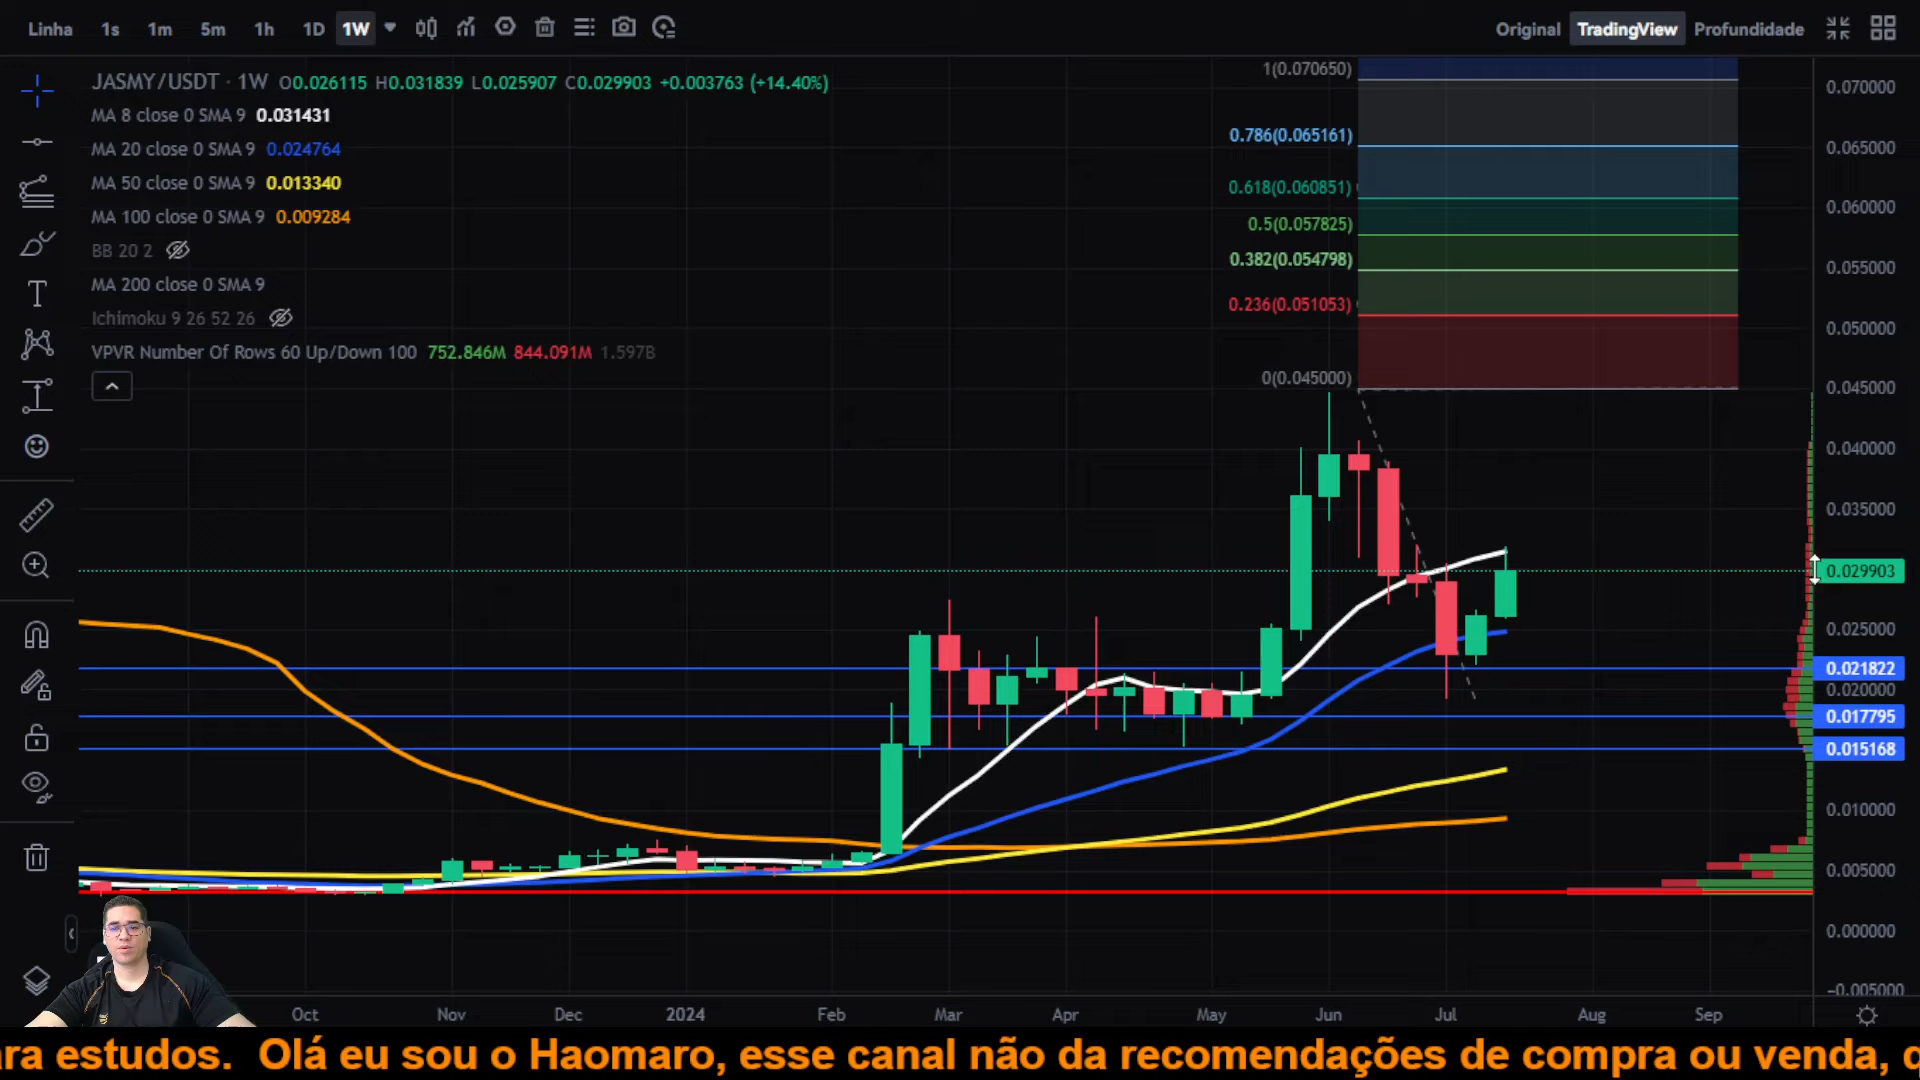 Linha 1s 1m 5m 1h 1D 1W Original TradingView Profundidade
JASMY/USDT · 1W O0.026115 H0.031839 L0.025907 C0.029903 +0.003763 (+14.40%)
MA 8 close 0 SMA 9 0.031431
MA 20 close 0 SMA 9 0.024764
MA 50 close 0 SMA 9 0.013340
MA 100 close 0 SMA 9 0.009284
BB 20 2
MA 200 close 0 SMA 9
Ichimoku 9 26 52 26
VPVR Number Of Rows 60 Up/Down 100 752.846M 844.091M 1.597B
1(0.070650)
0.786(0.065161)
0.618(0.060851)
0.5(0.057825)
0.382(0.054798)
0.236(0.051053)
0(0.045000)
0.070000
0.065000
0.060000
0.055000
0.050000
0.045000
0.040000
0.035000
0.029903
0.025000
0.021822
0.020000
0.017795
0.015168
0.010000
0.005000
0.000000
−0.005000
Oct Nov Dec 2024 Feb Mar Apr May Jun Jul Aug Sep
ra estudos. Olá eu sou o Haomaro, esse canal não da recomendações de compra ou venda,